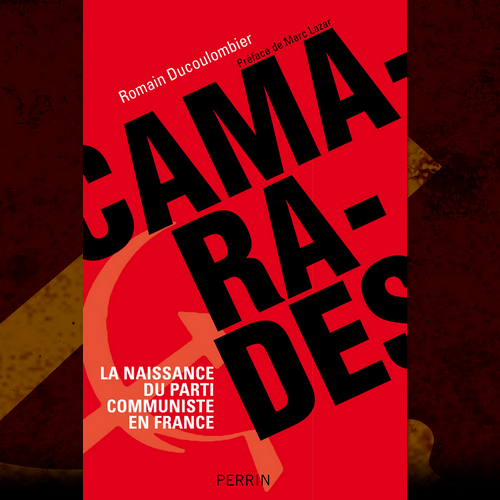 Romain Ducoulombier
Préface de Marc Lazar
CAMA-
RA-
DES
LA NAISSANCE
DU PARTI
COMMUNISTE
EN FRANCE
PERRIN